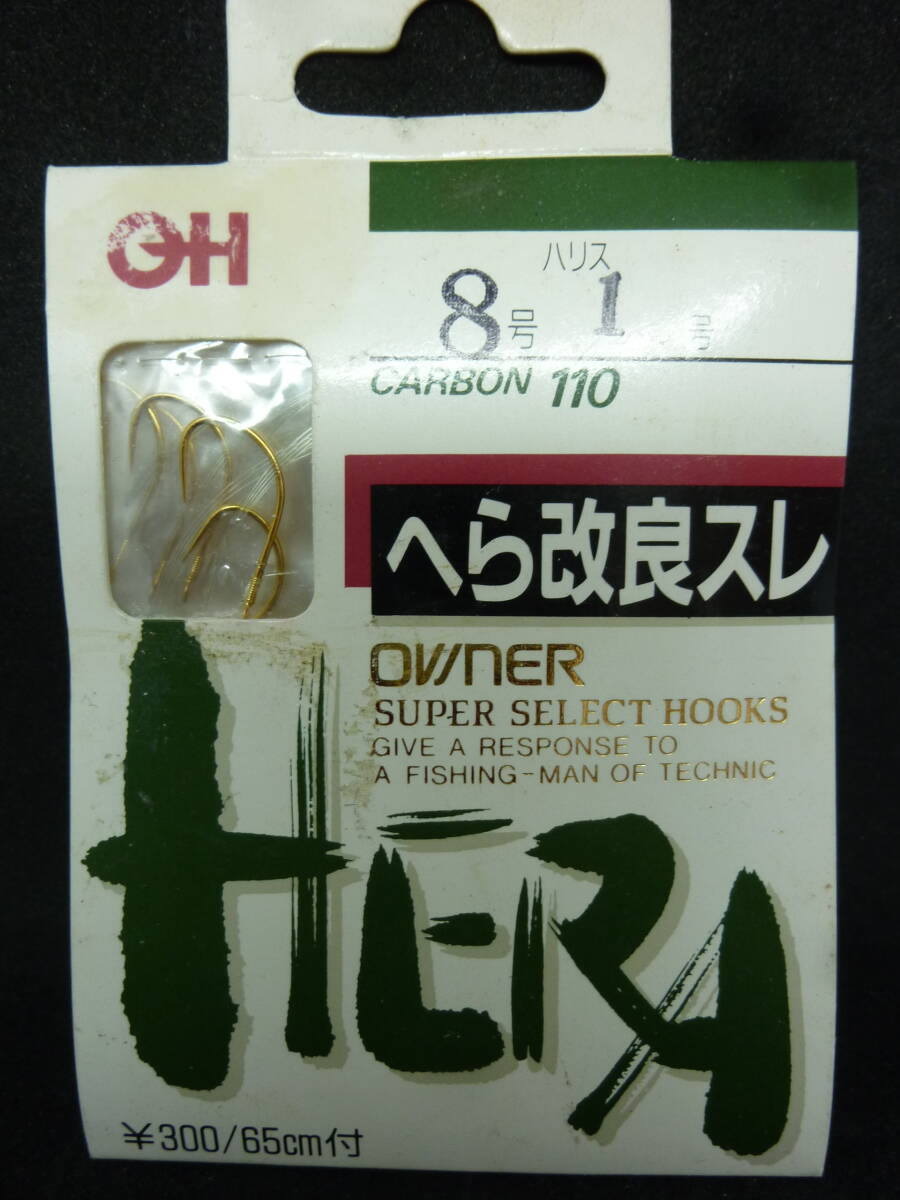 OH
ハリス
8号 1号
CARBON 110
へら改良スレ
OWNER
SUPER SELECT HOOKS
GIVE A RESPONSE TO
A FISHING-MAN OF TECHNIC
HERA
¥300/65cm付